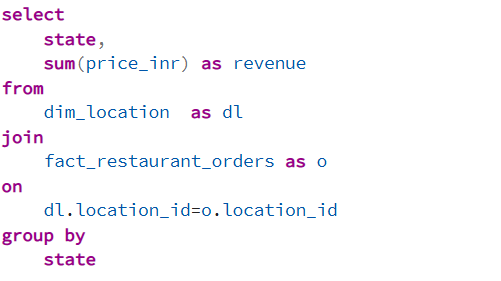 select
    state,
    sum(price_inr) as revenue
from
    dim_location  as dl
join
    fact_restaurant_orders as o
on
    dl.location_id=o.location_id
group by
    state